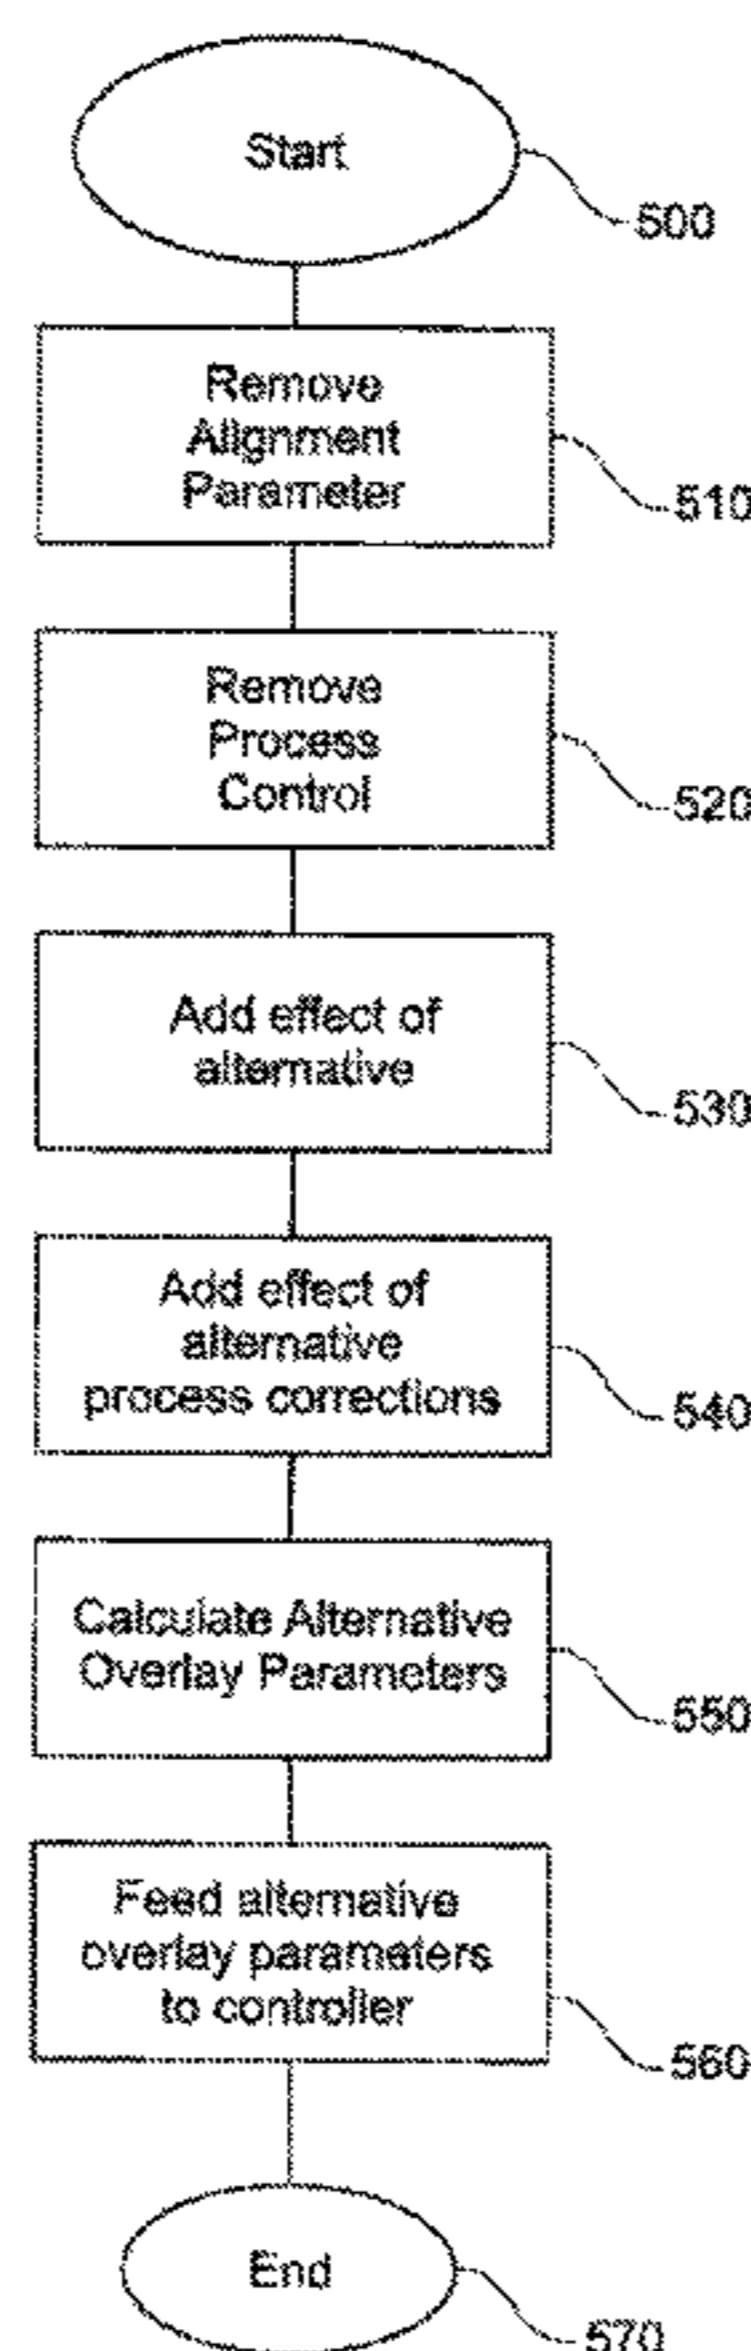 Start
500
Remove
Alignment
Parameter
510
Remove
Process
Control
520
Add effect of
alternative
530
Add effect of
alternative
process corrections
540
Calculate Alternative
Overlay Parameters
550
Feed alternative
overlay parameters
to controller
560
End
570